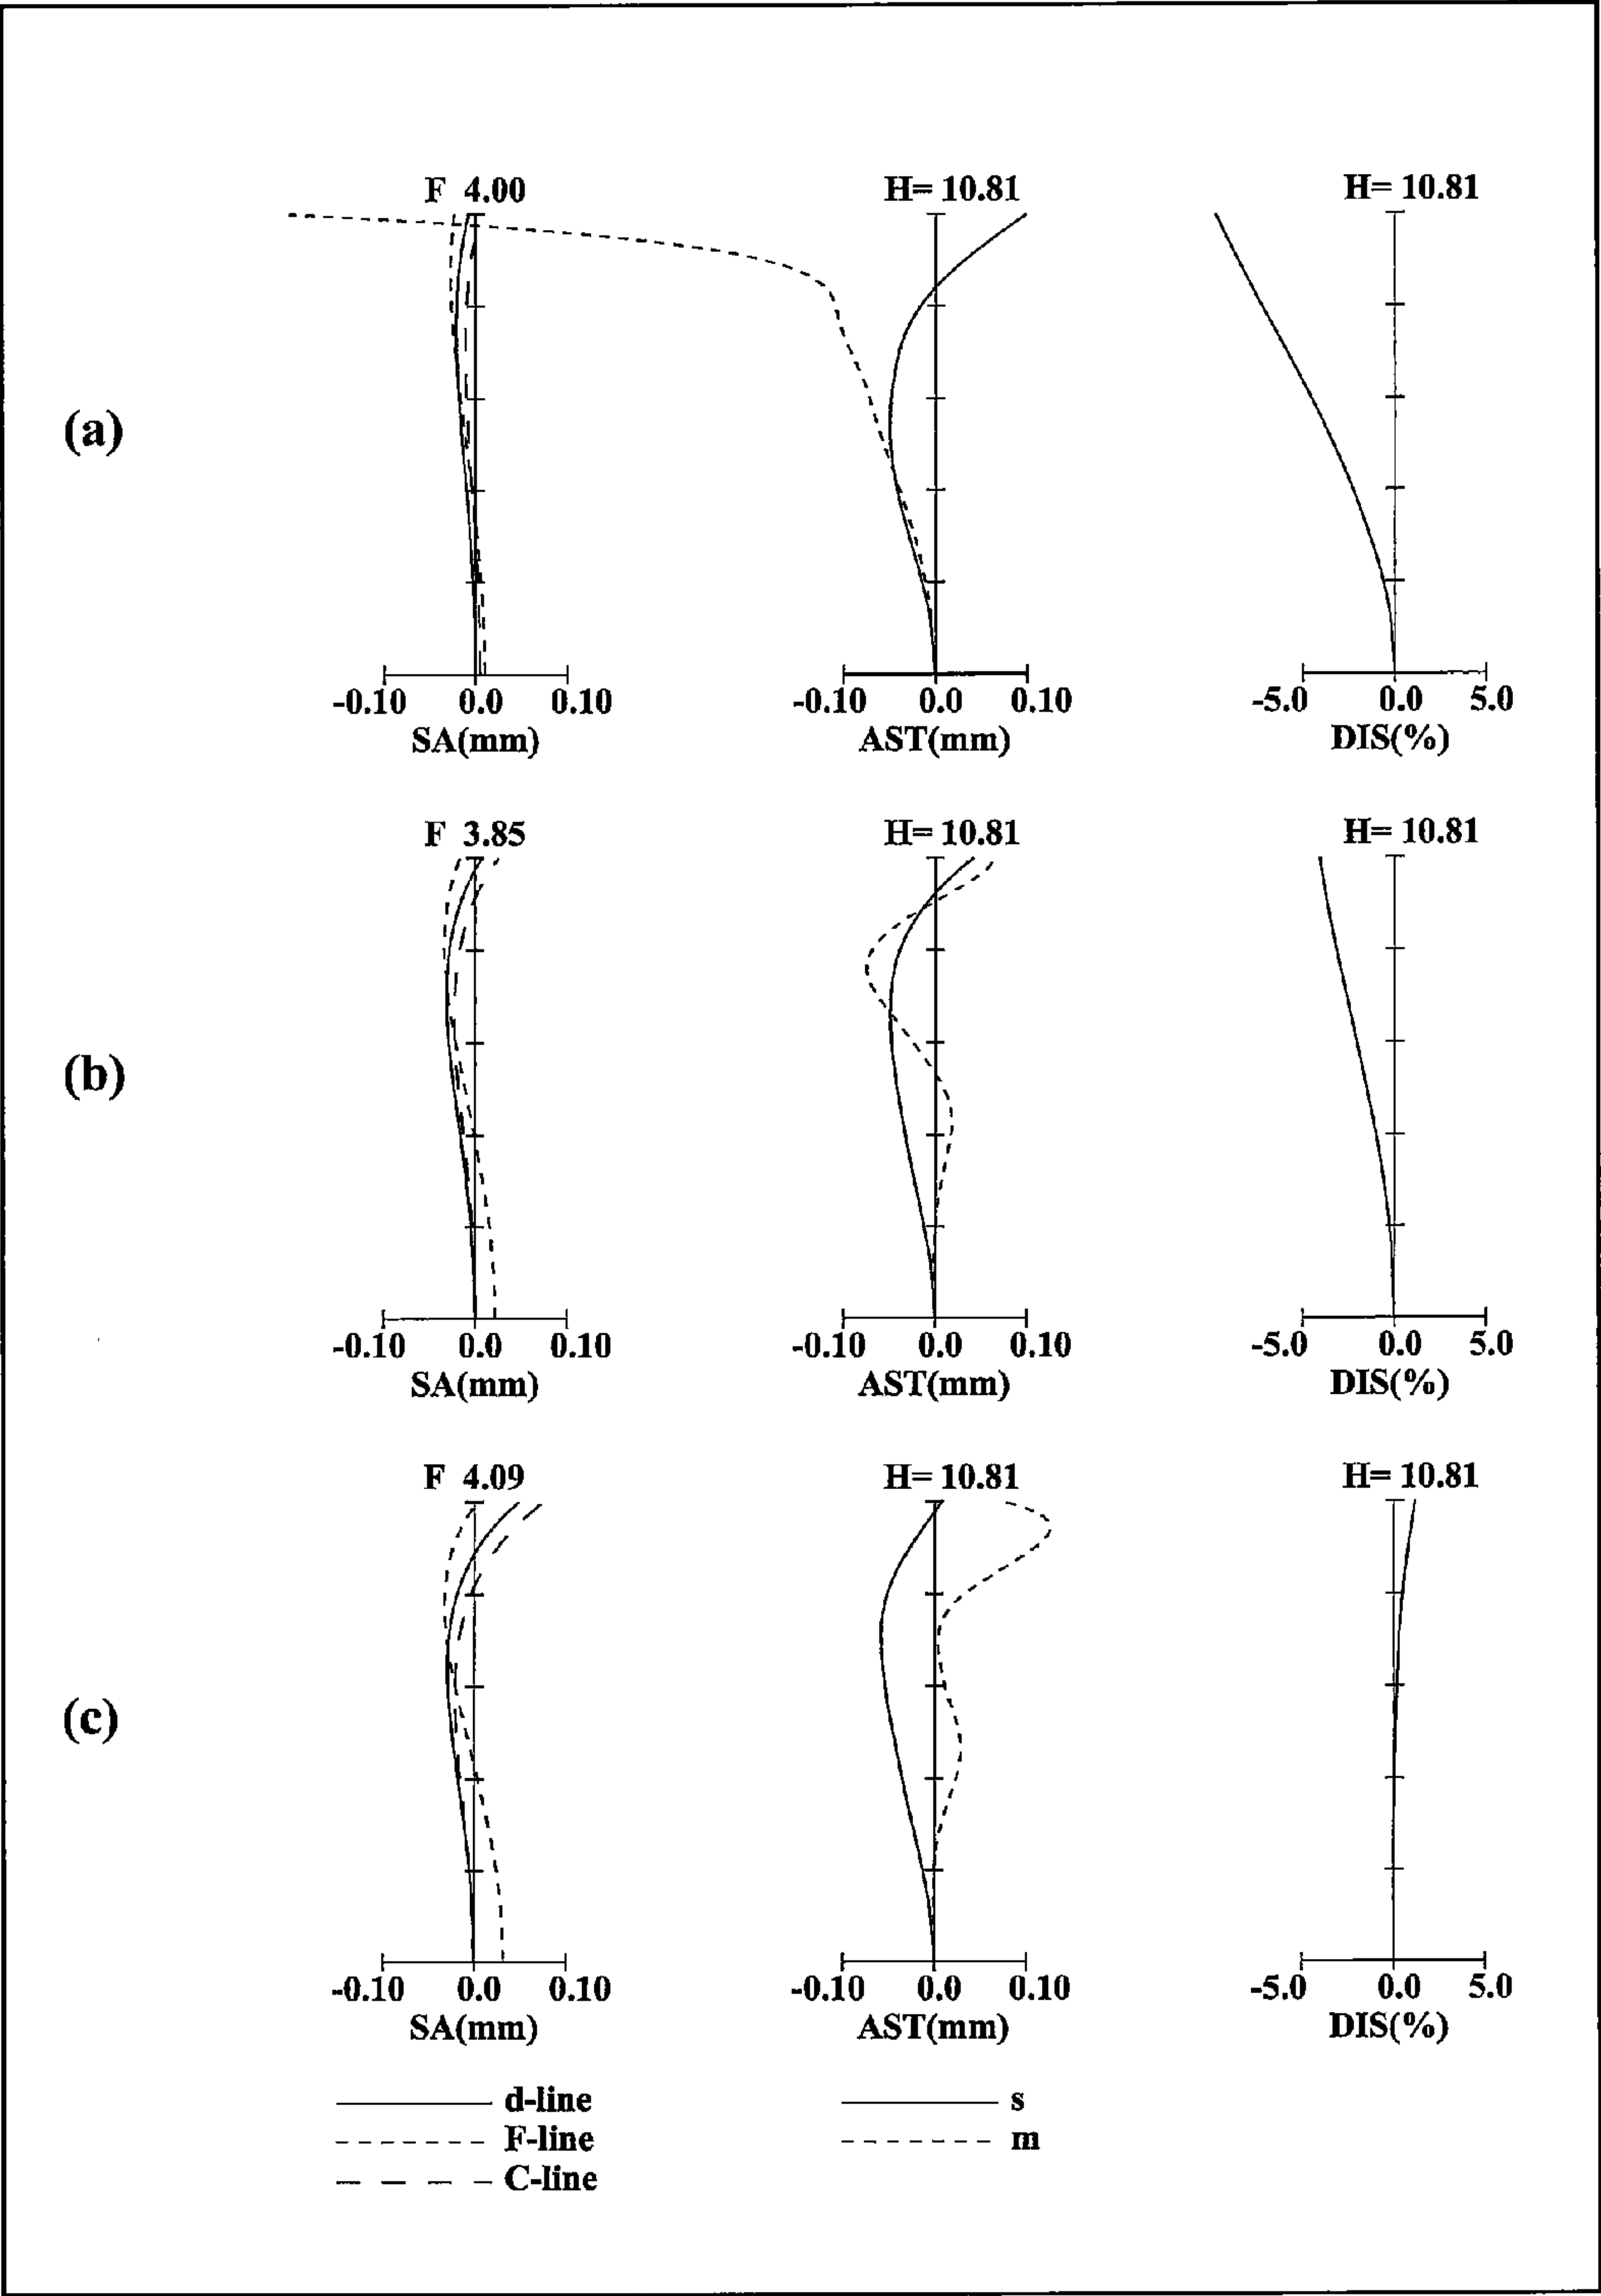 F 4.00 H= 10.81 H= 10.81
(a)
-0.10 0.0 0.10 -0.10 0.0 0.10 -5.0 0.0 5.0
SA(mm) AST(mm) DIS(%)
F 3.85 H= 10.81 H= 10.81
(b)
-0.10 0.0 0.10 -0.10 0.0 0.10 -5.0 0.0 5.0
SA(mm) AST(mm) DIS(%)
F 4.09 H= 10.81 H= 10.81
(c)
-0.10 0.0 0.10 -0.10 0.0 0.10 -5.0 0.0 5.0
SA(mm) AST(mm) DIS(%)
d-line s
F-line m
C-line